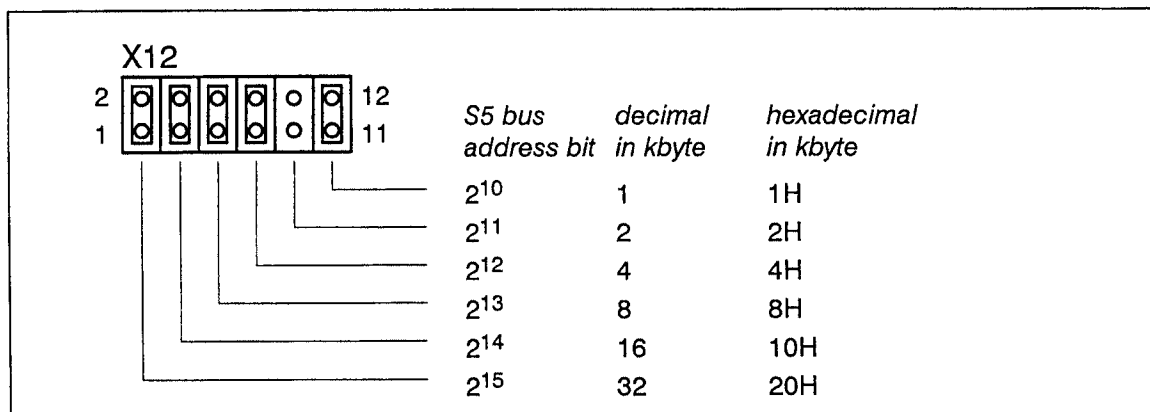 X12
2 12
1 11
S5 bus decimal hexadecimal
address bit in kbyte in kbyte
2¹⁰ 1 1H
2¹¹ 2 2H
2¹² 4 4H
2¹³ 8 8H
2¹⁴ 16 10H
2¹⁵ 32 20H